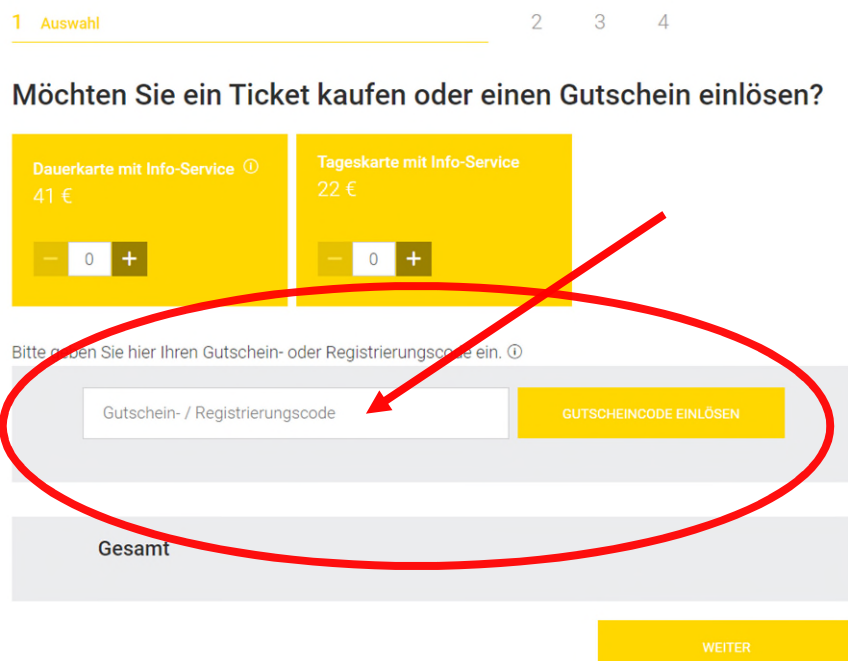 1 Auswahl 2 3 4
Möchten Sie ein Ticket kaufen oder einen Gutschein einlösen?
Dauerkarte mit Info-Service ⓘ
41 €
− 0 +
Tageskarte mit Info-Service
22 €
− 0 +
Bitte geben Sie hier Ihren Gutschein- oder Registrierungscode ein. ⓘ
Gutschein- / Registrierungscode
GUTSCHEINCODE EINLÖSEN
Gesamt
WEITER